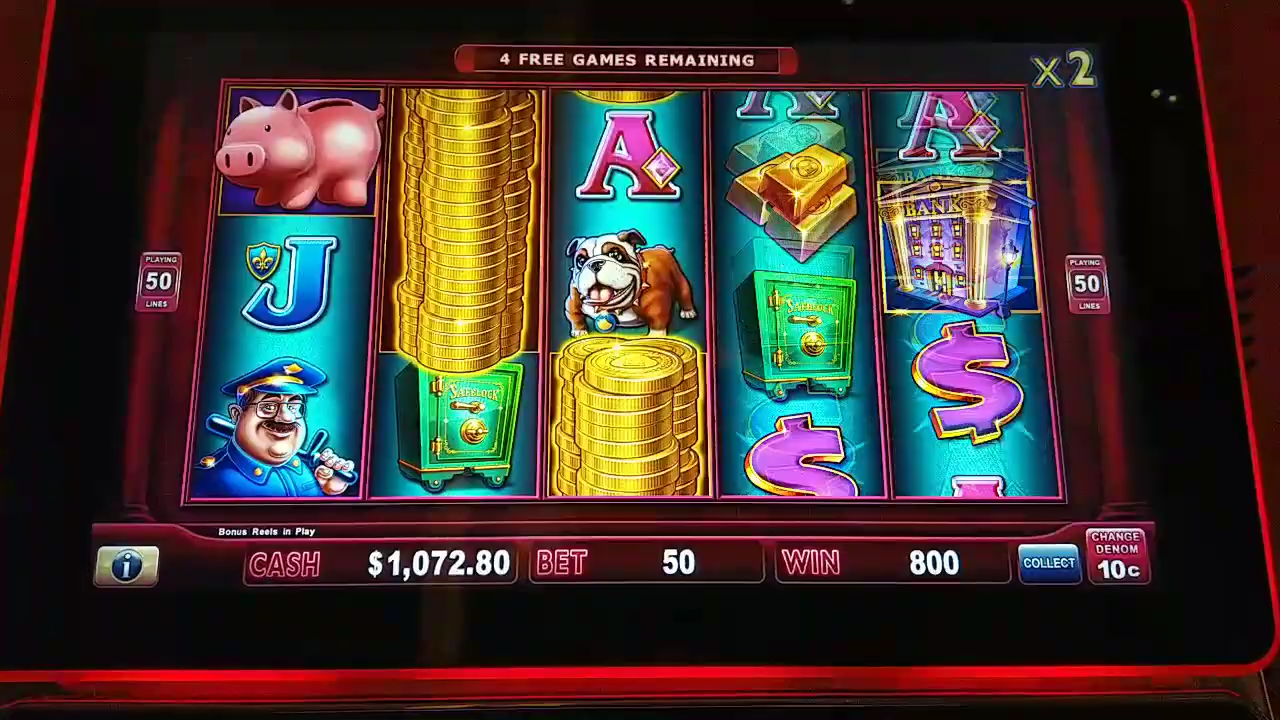 4 FREE GAMES REMAINING
x2
A
BANK
J
PLAYING
50
LINES
PLAYING
50
LINES
SAFELOCK
SAFELOCK
$
$
Bonus Reels in Play
i
CASH $1,072.80
BET 50
WIN 800
COLLECT
CHANGE
DENOM
10c